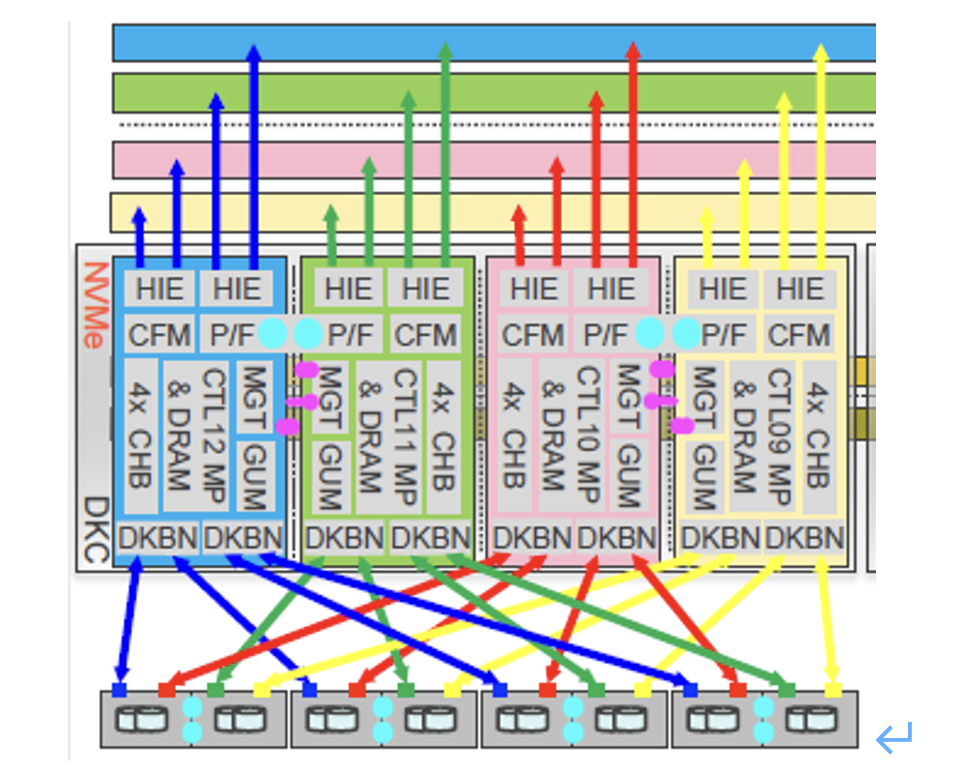 NVMe
DKC
HIE HIE
CFM P/F
4x CHB
& DRAM
CTL12 MP
MGT
GUM
DKBN DKBN
HIE HIE
P/F CFM
MGT
GUM
& DRAM
CTL11 MP
4x CHB
DKBN DKBN
HIE HIE
CFM P/F
4x CHB
& DRAM
CTL10 MP
MGT
GUM
DKBN DKBN
HIE HIE
P/F CFM
MGT
GUM
& DRAM
CTL09 MP
4x CHB
DKBN DKBN